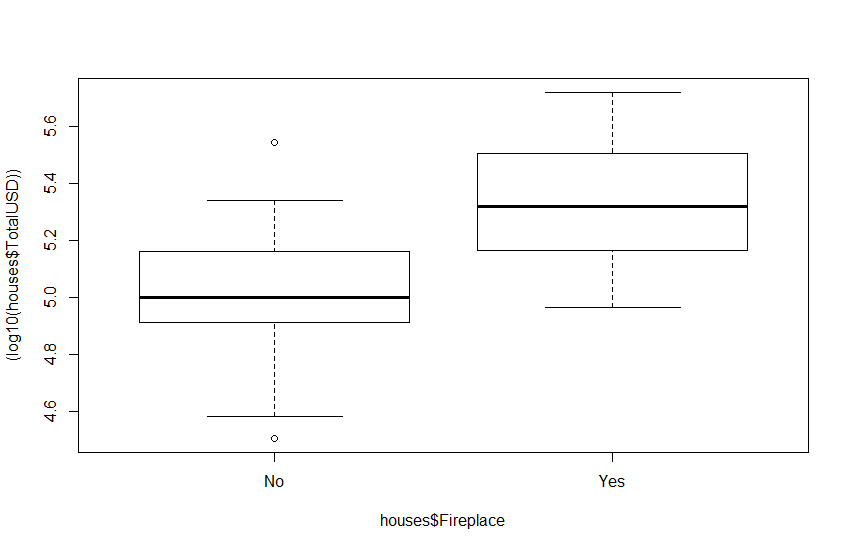 (log10(houses$TotalUSD))
5.6
5.4
5.2
5.0
4.8
4.6
No Yes
houses$Fireplace